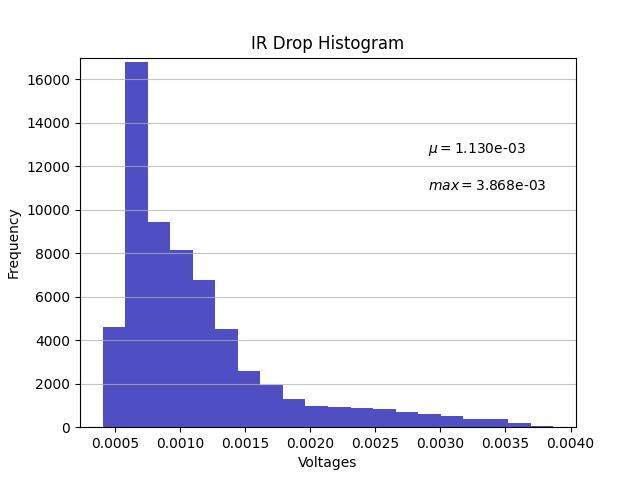 IR Drop Histogram
16000
14000
12000
10000
8000
6000
4000
2000
0
Frequency
μ = 1.130e-03
max = 3.868e-03
0.0005 0.0010 0.0015 0.0020 0.0025 0.0030 0.0035 0.0040
Voltages